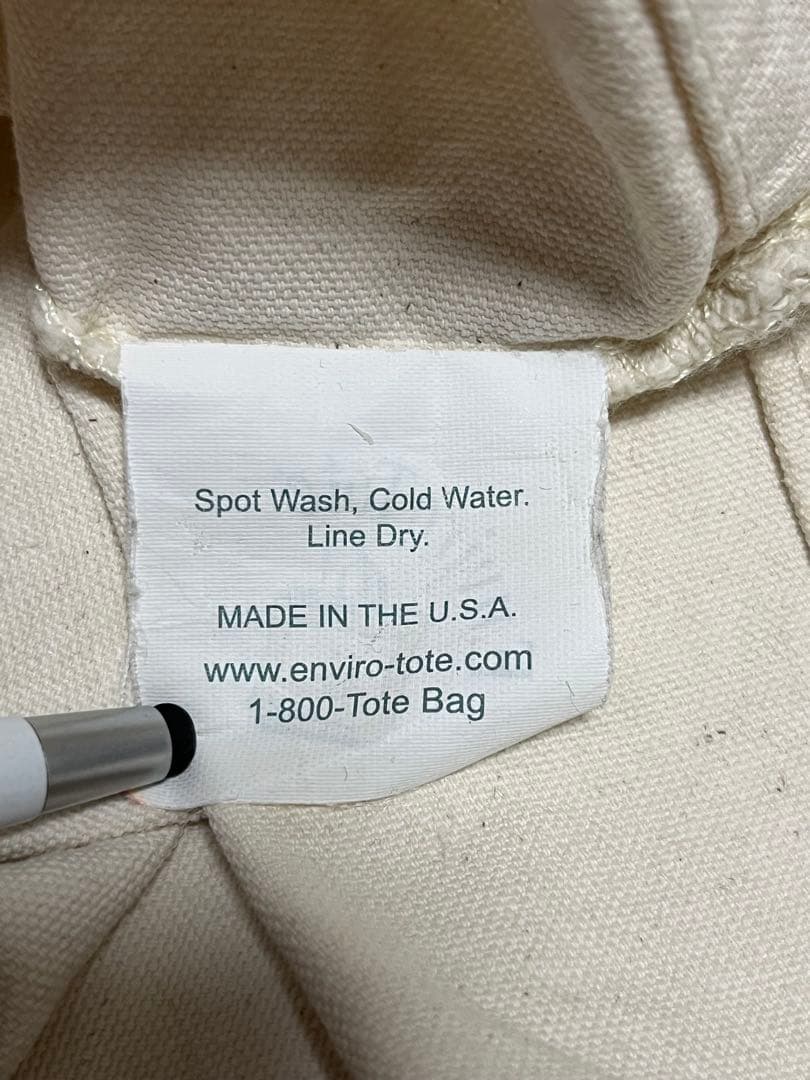 Spot Wash, Cold Water.
Line Dry.
MADE IN THE U.S.A.
www.enviro-tote.com
1-800-Tote Bag